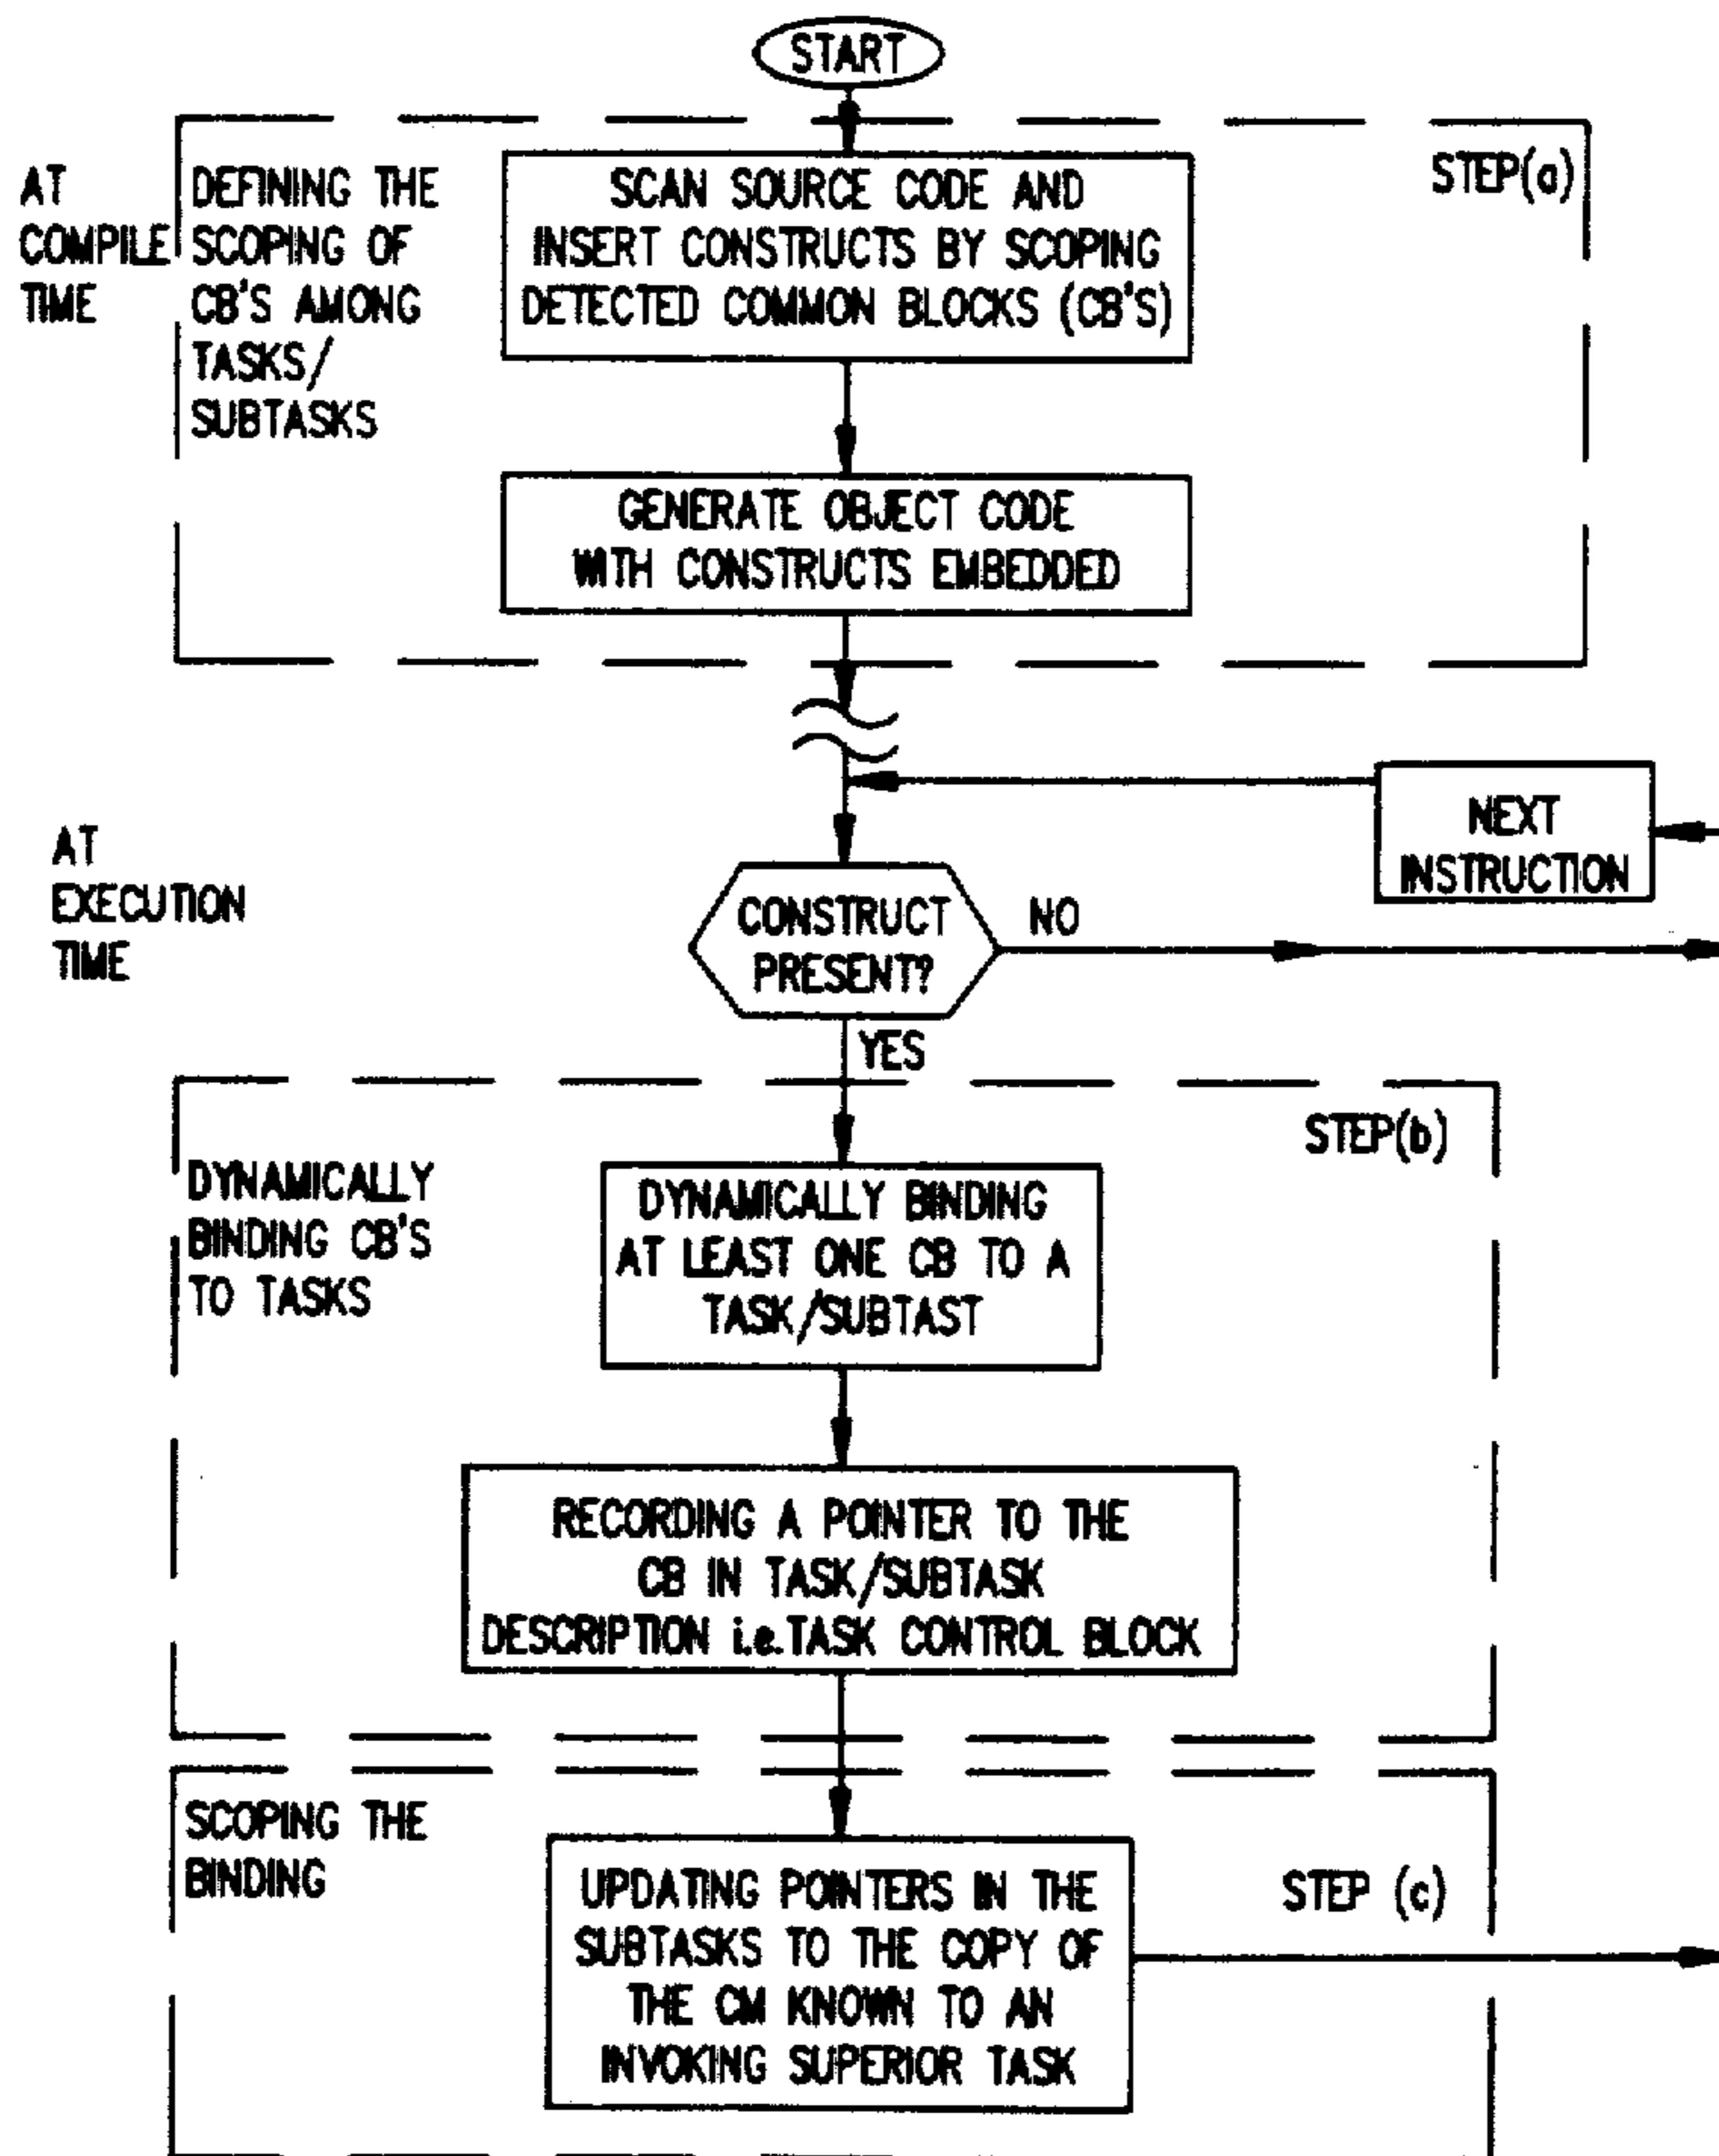 START
STEP(a)
AT
COMPILE
TIME
DEFINING THE
SCOPING OF
CB'S AMONG
TASKS/
SUBTASKS
SCAN SOURCE CODE AND
INSERT CONSTRUCTS BY SCOPING
DETECTED COMMON BLOCKS (CB'S)
GENERATE OBJECT CODE
WITH CONSTRUCTS EMBEDDED
NEXT
INSTRUCTION
AT
EXECUTION
TIME
CONSTRUCT
PRESENT?
NO
YES
STEP(b)
DYNAMICALLY
BINDING CB'S
TO TASKS
DYNAMICALLY BINDING
AT LEAST ONE CB TO A
TASK/SUBTAST
RECORDING A POINTER TO THE
CB IN TASK/SUBTASK
DESCRIPTION i.e.TASK CONTROL BLOCK
SCOPING THE
BINDING
UPDATING POINTERS IN THE
SUBTASKS TO THE COPY OF
THE CM KNOWN TO AN
INVOKING SUPERIOR TASK
STEP (c)